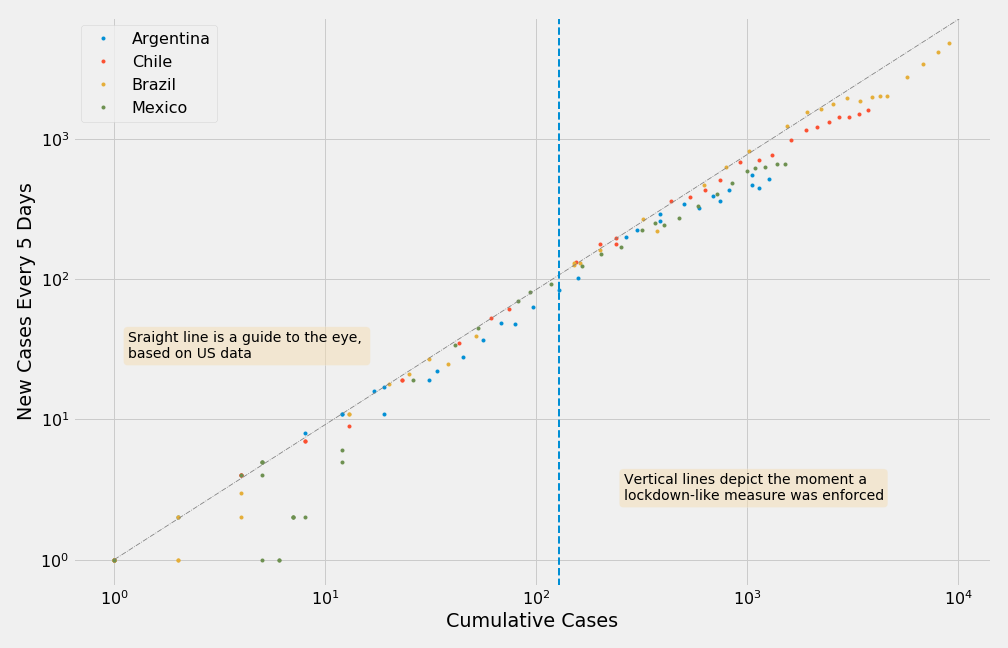 Argentina
Chile
Brazil
Mexico
New Cases Every 5 Days
10³
10²
10¹
10⁰
Sraight line is a guide to the eye,
based on US data
Vertical lines depict the moment a
lockdown-like measure was enforced
10⁰ 10¹ 10² 10³ 10⁴
Cumulative Cases